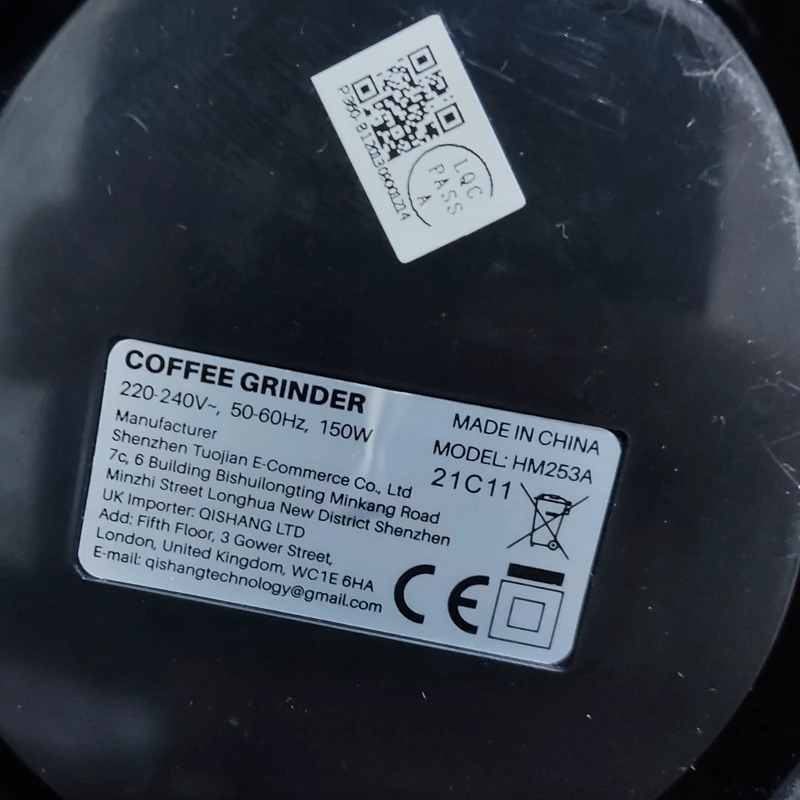 P360-B1201309001Z14
LQC
PASS
A
COFFEE GRINDER
220-240V~, 50-60Hz, 150W
Manufacturer
Shenzhen Tuojian E-Commerce Co., Ltd
7c, 6 Building Bishuilongting Minkang Road
Minzhi Street Longhua New District Shenzhen
UK Importer: QISHANG LTD
Add: Fifth Floor, 3 Gower Street,
London, United Kingdom, WC1E 6HA
E-mail: qishangtechnology@gmail.com
MADE IN CHINA
MODEL: HM253A
21C11
CE